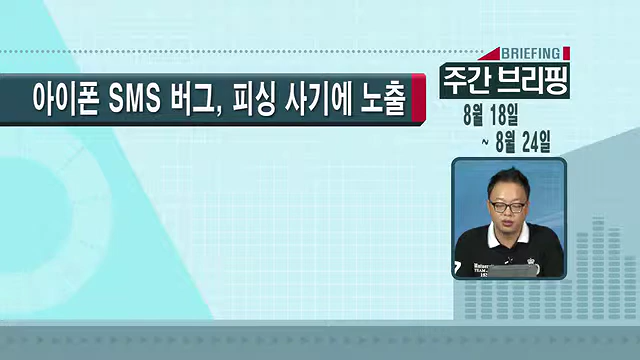 BRIEFING
주간 브리핑
아이폰 SMS 버그, 피싱 사기에 노출
8월 18일
~ 8월 24일